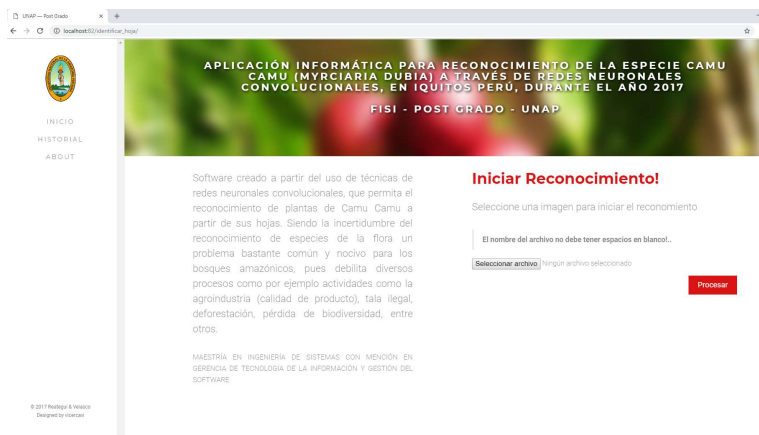 UNAP — Post Grado
localhost:82/identificar_hoja/
INICIO
HISTORIAL
ABOUT
© 2017 Reategui & Velasco
Designed by ricercast
APLICACIÓN INFORMÁTICA PARA RECONOCIMIENTO DE LA ESPECIE CAMU
CAMU (MYRCIARIA DUBIA) A TRAVÉS DE REDES NEURONALES
CONVOLUCIONALES, EN IQUITOS PERÚ, DURANTE EL AÑO 2017
FISI - POST GRADO - UNAP
Software creado a partir del uso de técnicas de
redes neuronales convolucionales, que permita el
reconocimiento de plantas de Camu Camu a
partir de sus hojas. Siendo la incertidumbre del
reconocimiento de especies de la flora un
problema bastante común y nocivo para los
bosques amazónicos, pues debilita diversos
procesos como por ejemplo actividades como la
agroindustria (calidad de producto), tala ilegal,
deforestación, pérdida de biodiversidad, entre
otros.
MAESTRÍA EN INGENIERÍA DE SISTEMAS CON MENCIÓN EN
GERENCIA DE TECNOLOGÍA DE LA INFORMACIÓN Y GESTIÓN DEL
SOFTWARE
Iniciar Reconocimiento!
Seleccione una imagen para iniciar el reconomiento
El nombre del archivo no debe tener espacios en blanco!..
Seleccionar archivo Ningún archivo seleccionado
Procesar